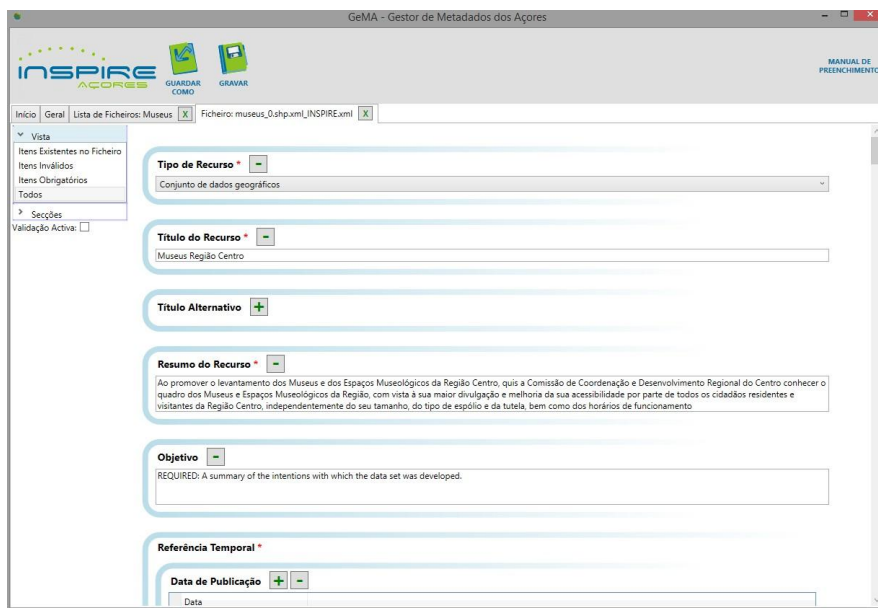 GeMA - Gestor de Metadados dos Açores
INSPIRE
AÇORES
GUARDAR
COMO
GRAVAR
MANUAL DE
PREENCHIMENTO
Início
Geral
Lista de Ficheiros: Museus X
Ficheiro: museus_0.shp.xml_INSPIRE.xml X
Vista
Itens Existentes no Ficheiro
Itens Inválidos
Itens Obrigatórios
Todos
Secções
Validação Activa:
Tipo de Recurso * -
Conjunto de dados geográficos
Título do Recurso * -
Museus Região Centro
Título Alternativo +
Resumo do Recurso * -
Ao promover o levantamento dos Museus e dos Espaços Museológicos da Região Centro, quis a Comissão de Coordenação e Desenvolvimento Regional do Centro conhecer o
quadro dos Museus e Espaços Museológicos da Região, com vista à sua maior divulgação e melhoria da sua acessibilidade por parte de todos os cidadãos residentes e
visitantes da Região Centro, independentemente do seu tamanho, do tipo de espólio e da tutela, bem como dos horários de funcionamento
Objetivo -
REQUIRED: A summary of the intentions with which the data set was developed.
Referência Temporal *
Data de Publicação + -
Data